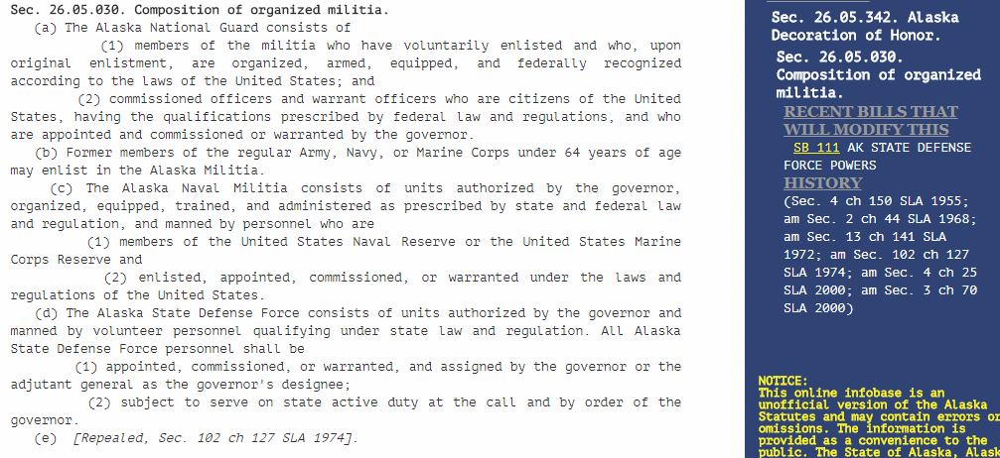 Sec. 26.05.030. Composition of organized militia.
(a) The Alaska National Guard consists of
(1) members of the militia who have voluntarily enlisted and who, upon
original enlistment, are organized, armed, equipped, and federally recognized
according to the laws of the United States; and
(2) commissioned officers and warrant officers who are citizens of the United
States, having the qualifications prescribed by federal law and regulations, and who
are appointed and commissioned or warranted by the governor.
(b) Former members of the regular Army, Navy, or Marine Corps under 64 years of age
may enlist in the Alaska Militia.
(c) The Alaska Naval Militia consists of units authorized by the governor,
organized, equipped, trained, and administered as prescribed by state and federal law
and regulation, and manned by personnel who are
(1) members of the United States Naval Reserve or the United States Marine
Corps Reserve and
(2) enlisted, appointed, commissioned, or warranted under the laws and
regulations of the United States.
(d) The Alaska State Defense Force consists of units authorized by the governor and
manned by volunteer personnel qualifying under state law and regulation. All Alaska
State Defense Force personnel shall be
(1) appointed, commissioned, or warranted, and assigned by the governor or the
adjutant general as the governor's designee;
(2) subject to serve on state active duty at the call and by order of the
governor.
(e) [Repealed, Sec. 102 ch 127 SLA 1974].
Sec. 26.05.342. Alaska
Decoration of Honor.
Sec. 26.05.030.
Composition of organized
militia.
RECENT BILLS THAT
WILL MODIFY THIS
SB 111 AK STATE DEFENSE
FORCE POWERS
HISTORY
(Sec. 4 ch 150 SLA 1955;
am Sec. 2 ch 44 SLA 1968;
am Sec. 13 ch 141 SLA
1972; am Sec. 102 ch 127
SLA 1974; am Sec. 4 ch 25
SLA 2000; am Sec. 3 ch 70
SLA 2000)
NOTICE:
This online infobase is an
unofficial version of the Alaska
Statutes and may contain errors or
omissions. The information is
provided as a convenience to the
public. The State of Alaska, Alask